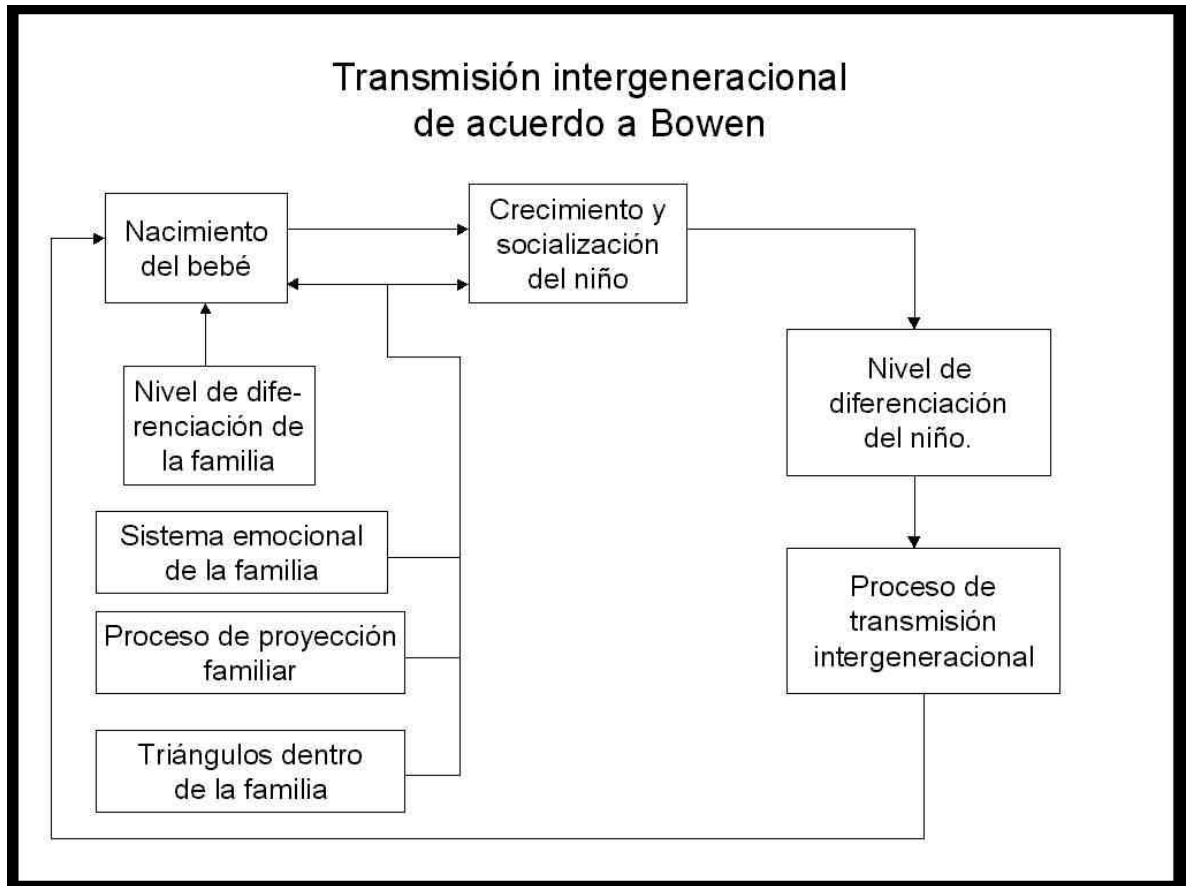 Transmisión intergeneracional
de acuerdo a Bowen
Nacimiento
del bebé
Crecimiento y
socialización
del niño
Nivel de dife-
renciación de
la familia
Nivel de
diferenciación
del niño.
Sistema emocional
de la familia
Proceso de proyección
familiar
Triángulos dentro
de la familia
Proceso de
transmisión
intergeneracional